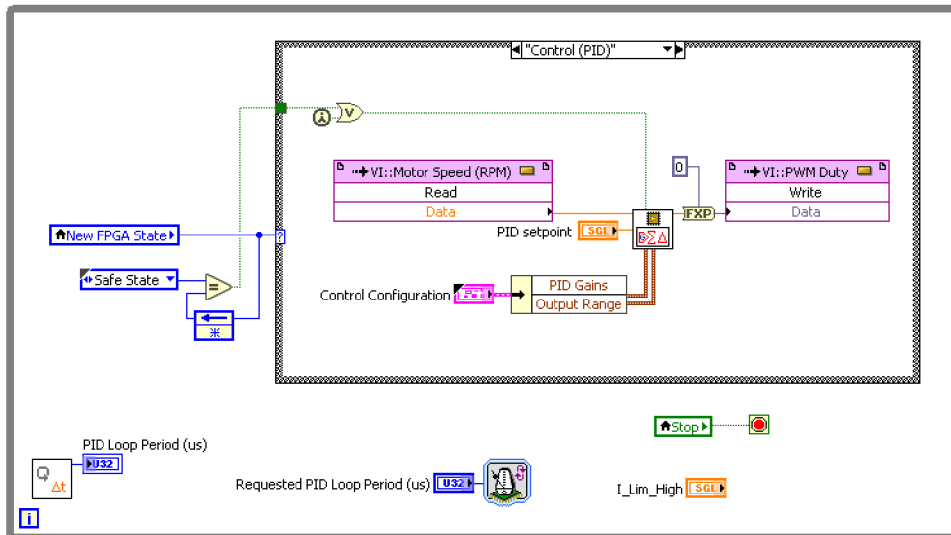 "Control (PID)"
VI::Motor Speed (RPM)
Read
Data
0
VI::PWM Duty
Write
Data
FXP
PID setpoint
SGL
New FPGA State
?
Safe State
=
Control Configuration
PID Gains
Output Range
Stop
PID Loop Period (us)
U32
Δt
Requested PID Loop Period (us)
U32
I_Lim_High
SGL
i